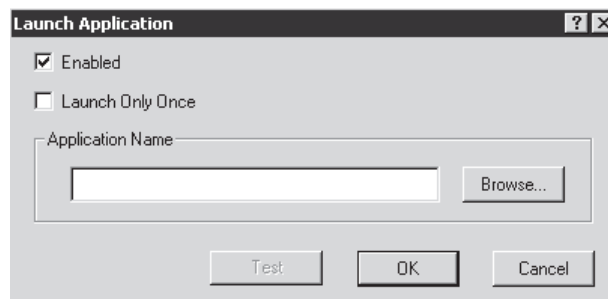 Launch Application ? X
Enabled
Launch Only Once
Application Name
Browse...
Test OK Cancel